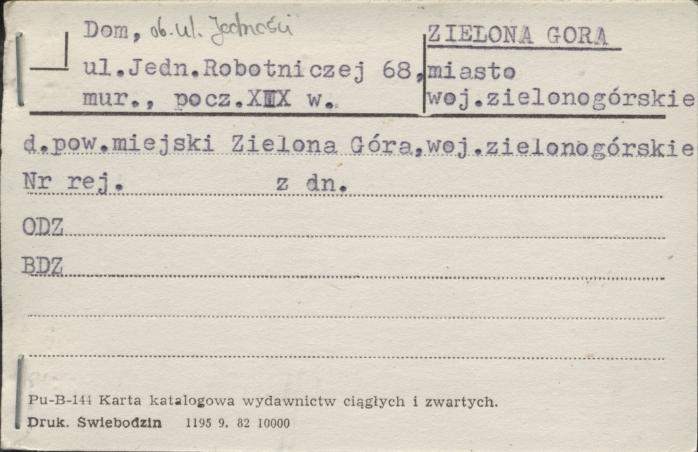 Dom, ob. ul. Jedności
ZIELONA GORA
ul.Jedn.Robotniczej 68,
miasto
mur., pocz.XIX w.
woj.zielonogórskie
d.pow.miejski Zielona Góra,woj.zielonogórskie
Nr rej. z dn.
ODZ
BDZ
Pu-B-144 Karta katalogowa wydawnictw ciągłych i zwartych.
Druk. Świebodzin 1195 9. 82 10000